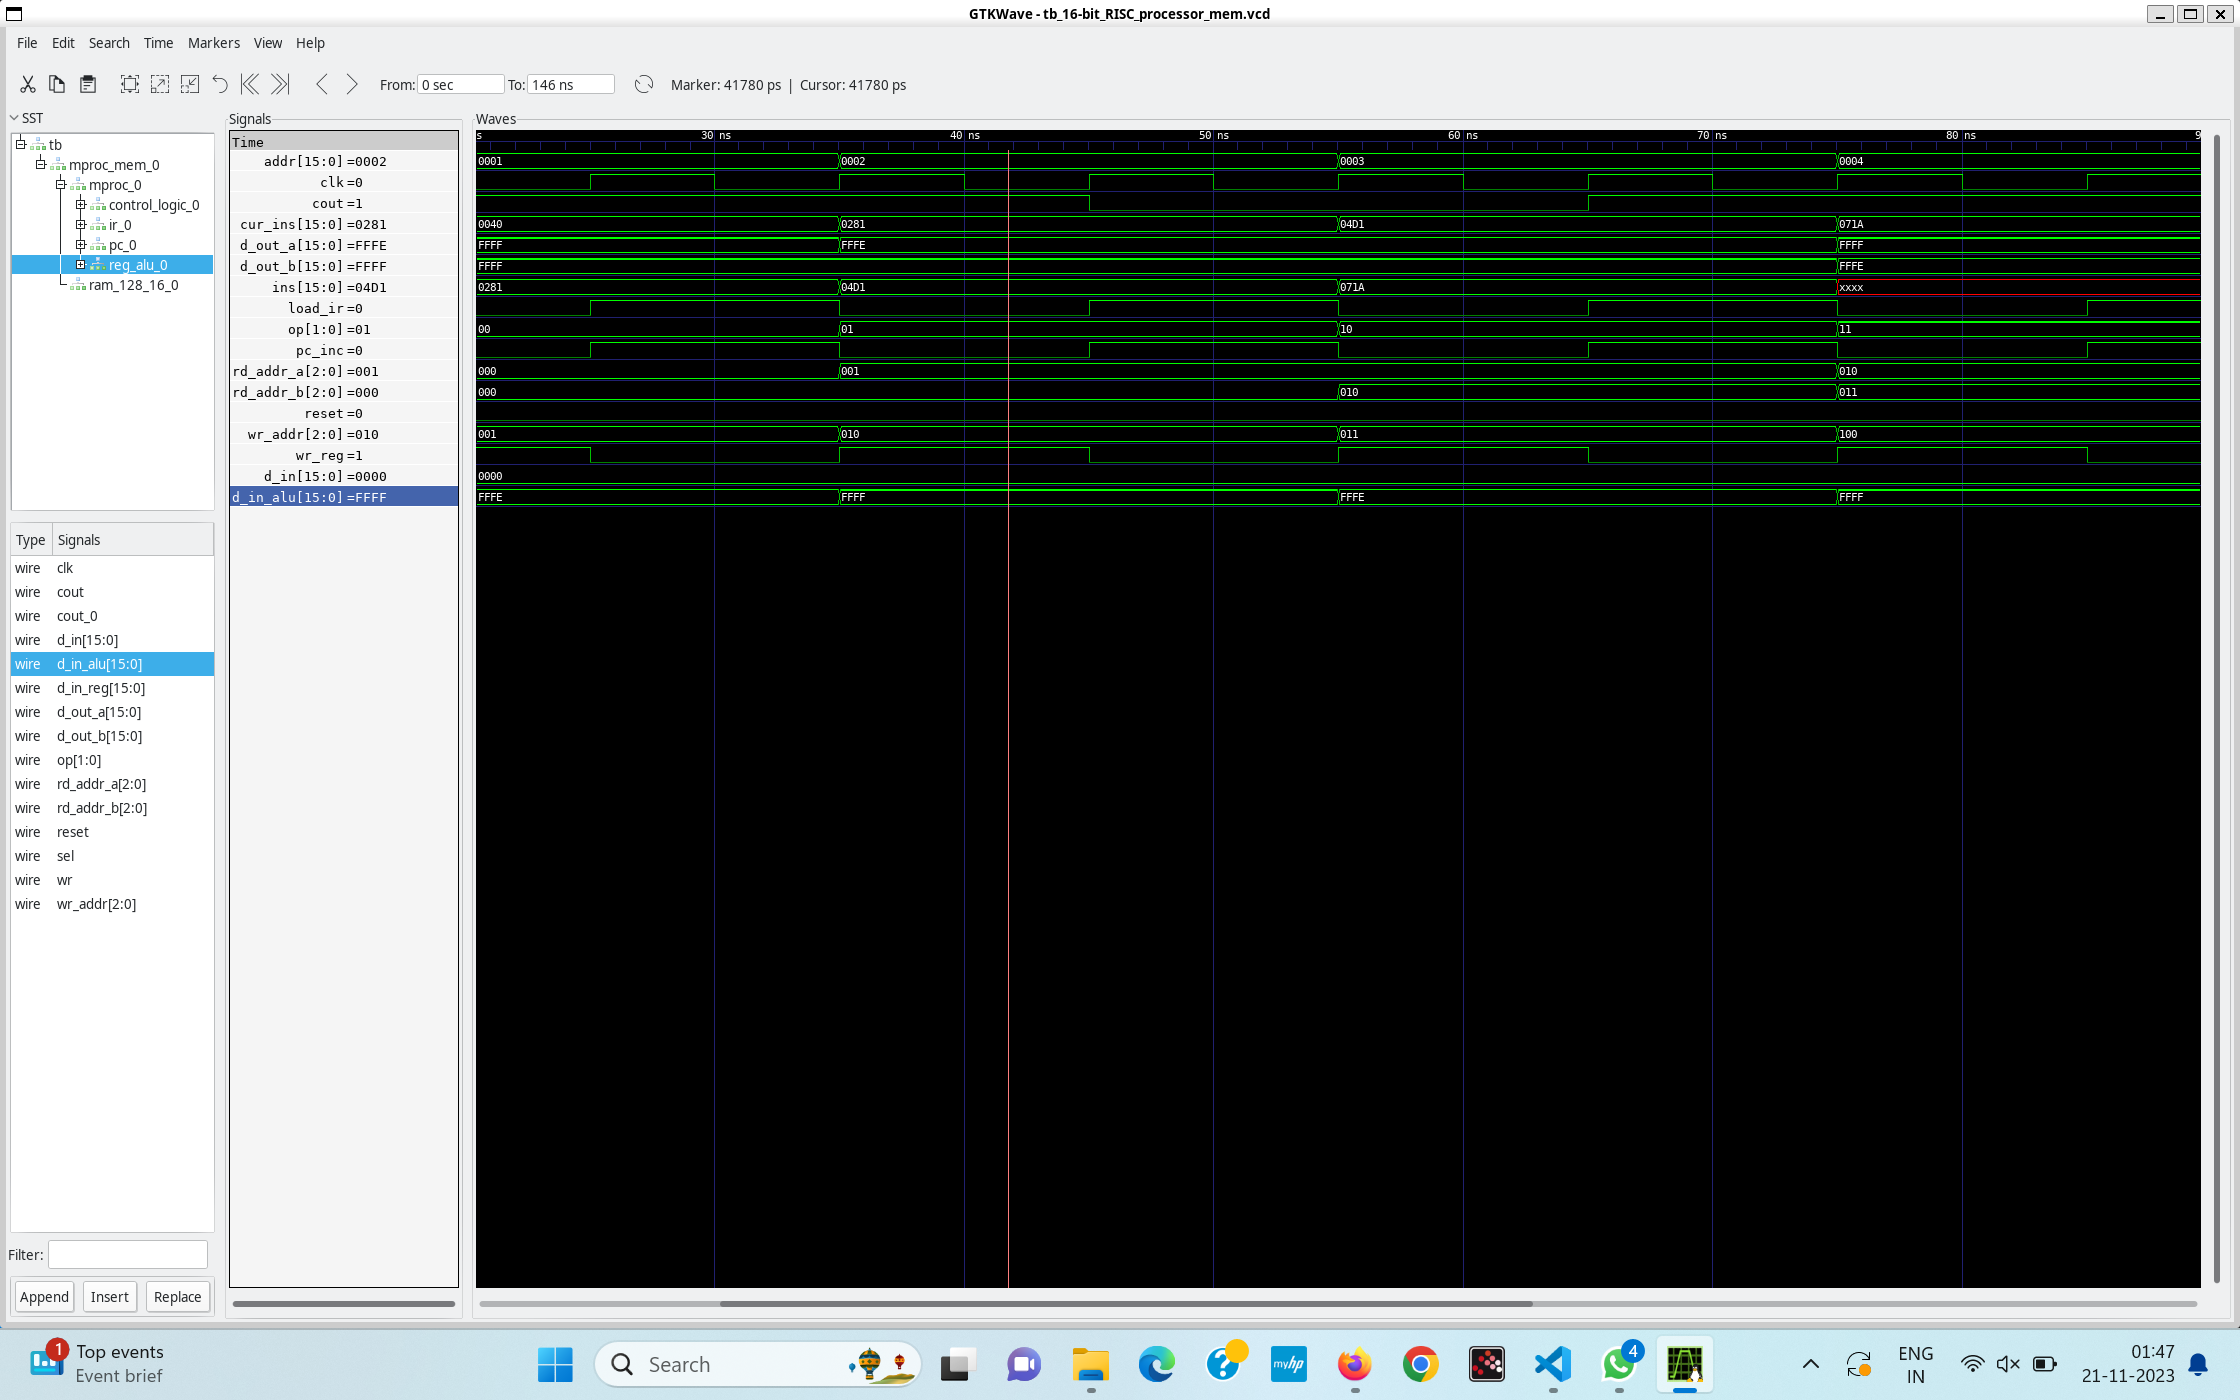 GTKWave - tb_16-bit_RISC_processor_mem.vcd
File Edit Search Time Markers View Help
From: 0 sec To: 146 ns Marker: 41780 ps | Cursor: 41780 ps
SST
tb
mproc_mem_0
mproc_0
control_logic_0
ir_0
pc_0
reg_alu_0
ram_128_16_0
Type Signals
wire clk
wire cout
wire cout_0
wire d_in[15:0]
wire d_in_alu[15:0]
wire d_in_reg[15:0]
wire d_out_a[15:0]
wire d_out_b[15:0]
wire op[1:0]
wire rd_addr_a[2:0]
wire rd_addr_b[2:0]
wire reset
wire sel
wire wr
wire wr_addr[2:0]
Filter:
Append Insert Replace
Signals
Time
addr[15:0]=0002
clk=0
cout=1
cur_ins[15:0]=0281
d_out_a[15:0]=FFFE
d_out_b[15:0]=FFFF
ins[15:0]=04D1
load_ir=0
op[1:0]=01
pc_inc=0
rd_addr_a[2:0]=001
rd_addr_b[2:0]=000
reset=0
wr_addr[2:0]=010
wr_reg=1
d_in[15:0]=0000
d_in_alu[15:0]=FFFF
Waves
s 30 ns 40 ns 50 ns 60 ns 70 ns 80 ns 9
0001 0002 0003 0004
0040 0281 04D1 071A
FFFF FFFE FFFF
FFFF FFFE
0281 04D1 071A xxxx
00 01 10 11
000 001 010
000 010 011
001 010 011 100
0000
FFFE FFFF FFFE FFFF
1 Top events
Event brief
Search
myhp
4
ENG
IN
01:47
21-11-2023